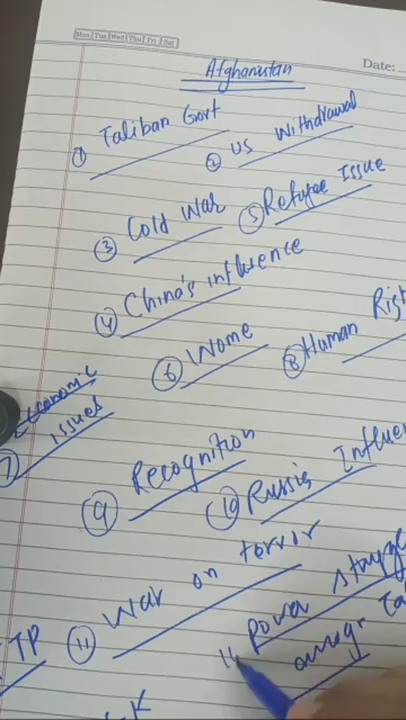 Mon Tue Wed Thu Fri Sat
Date:
Afghanistan
① Taliban Govt
② US Withdrawal
③ Cold War
⑤ Refugee Issue
④ China's influence
⑥ Wome
⑧ Human Rig
⑦ Economic
Issues
⑨ Recognition
⑩ Russia Influe
⑪ War on terror
Power
TP
K